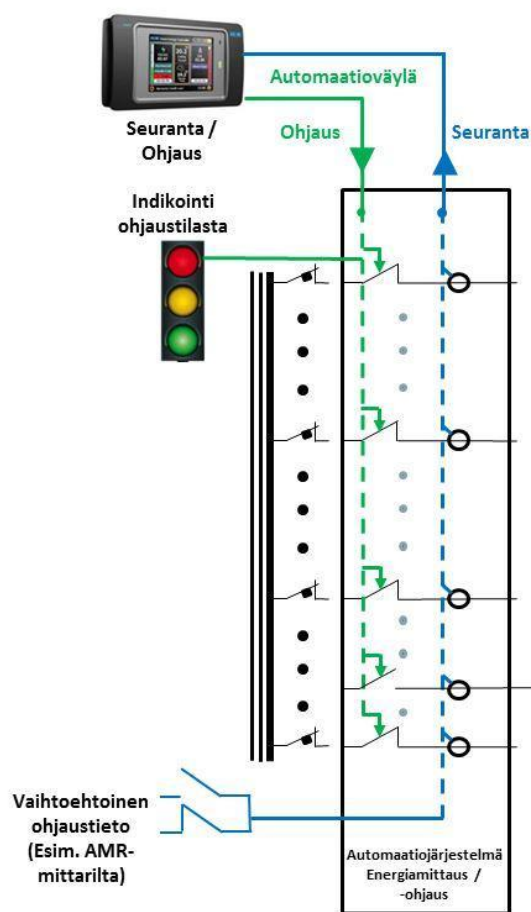 Automaatioväylä
Seuranta /
Ohjaus
Ohjaus
Seuranta
Indikointi
ohjaustilasta
Vaihtoehtoinen
ohjaustieto
(Esim. AMR-
mittarilta)
Automaatiojärjestelmä
Energiamittaus /
-ohjaus